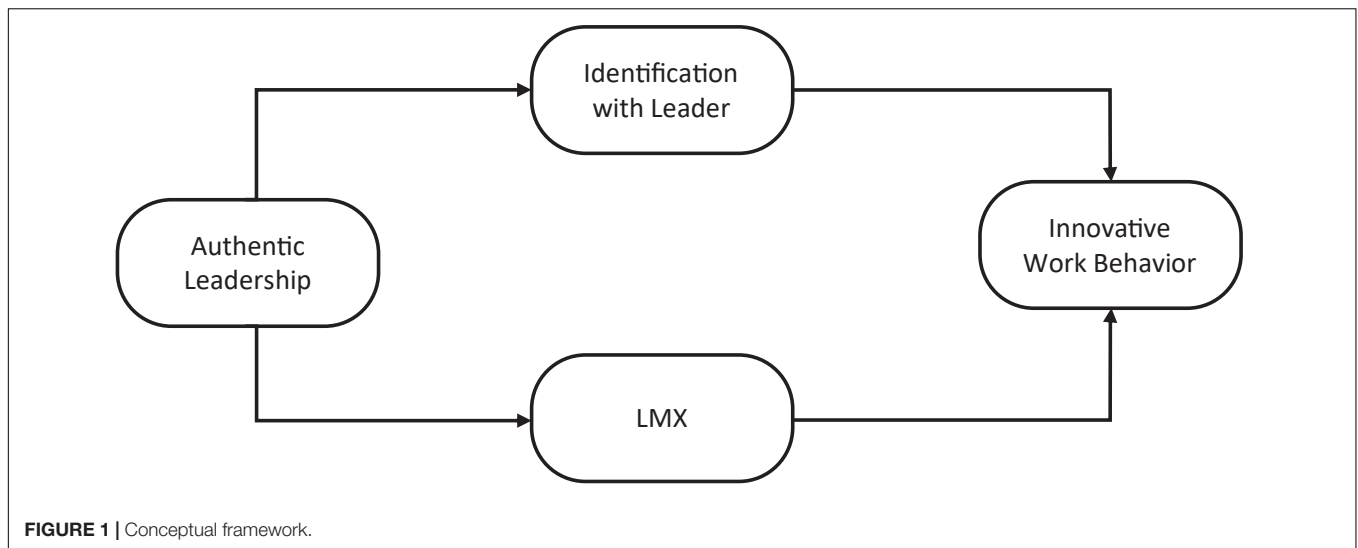 Identification
with Leader
Authentic
Leadership
Innovative
Work Behavior
LMX
FIGURE 1 | Conceptual framework.